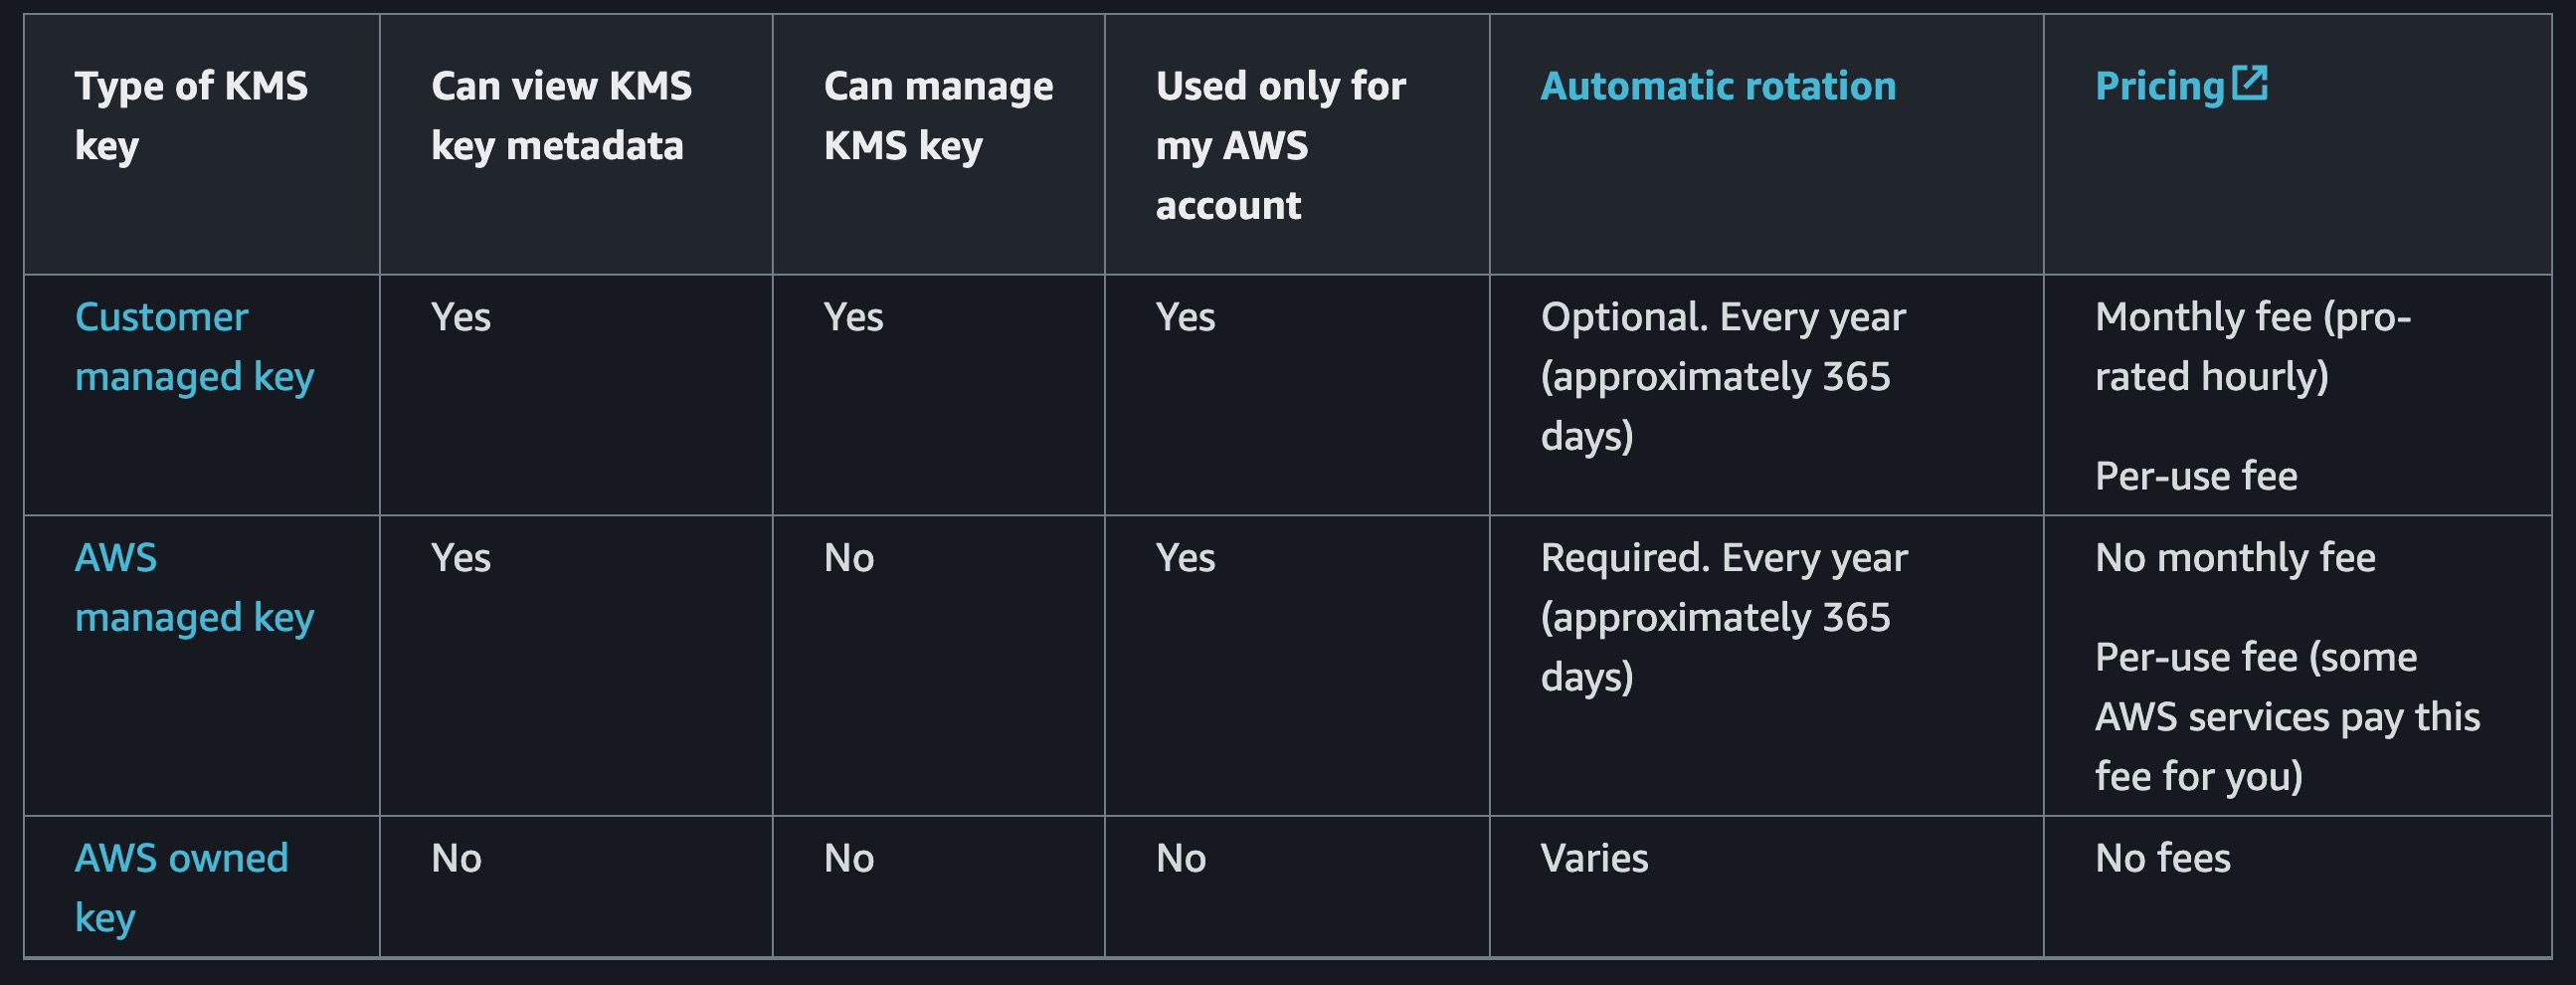 Type of KMS
key
Can view KMS
key metadata
Can manage
KMS key
Used only for
my AWS
account
Automatic rotation
Pricing
Customer
managed key
Yes
Yes
Yes
Optional. Every year
(approximately 365
days)
Monthly fee (pro-
rated hourly)
Per-use fee
AWS
managed key
Yes
No
Yes
Required. Every year
(approximately 365
days)
No monthly fee
Per-use fee (some
AWS services pay this
fee for you)
AWS owned
key
No
No
No
Varies
No fees